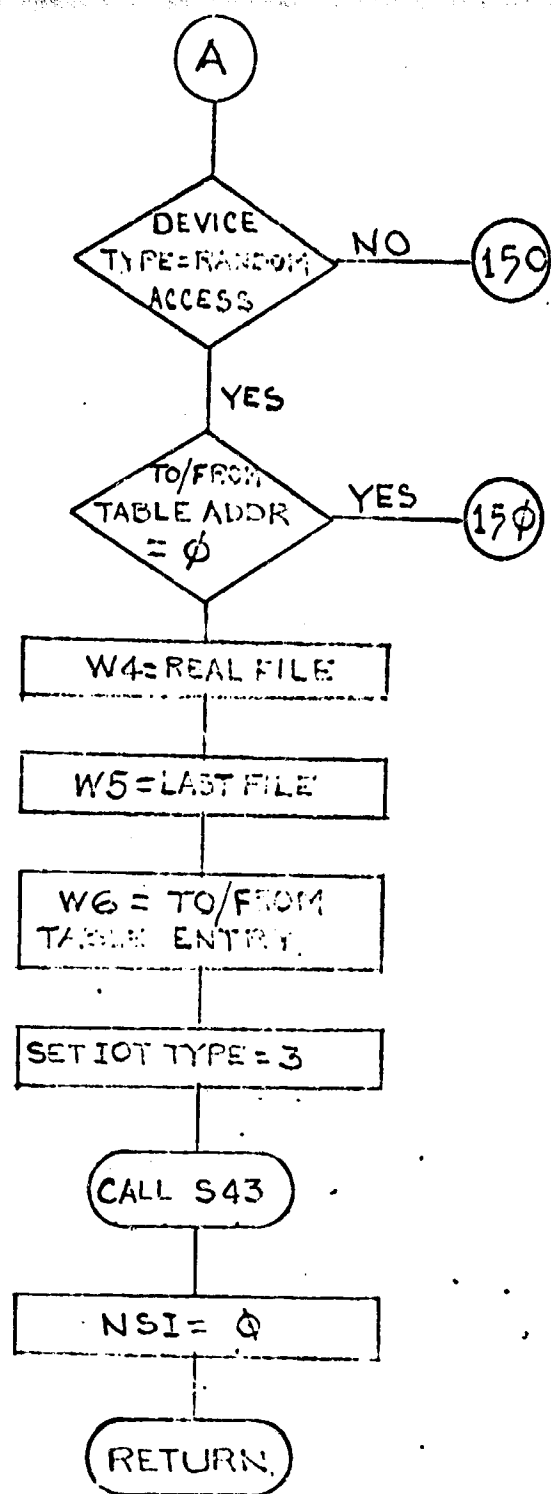 A
DEVICE
TYPE=RANDOM
ACCESS
NO
150
YES
TO/FROM
TABLE ADDR
= ϕ
YES
15ϕ
W4=REAL FILE
W5=LAST FILE
W6 = TO/FROM
TABLE ENTRY.
SET IOT TYPE = 3
CALL S43
NSI= ϕ
RETURN.